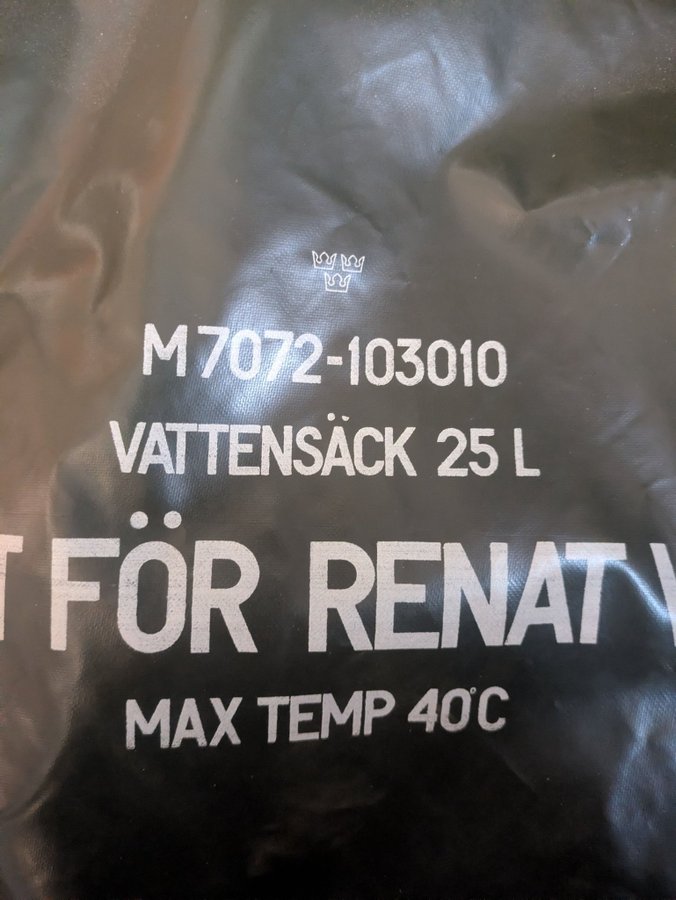 M7072-103010
VATTENSÄCK 25 L
T FÖR RENAT V
MAX TEMP 40°C